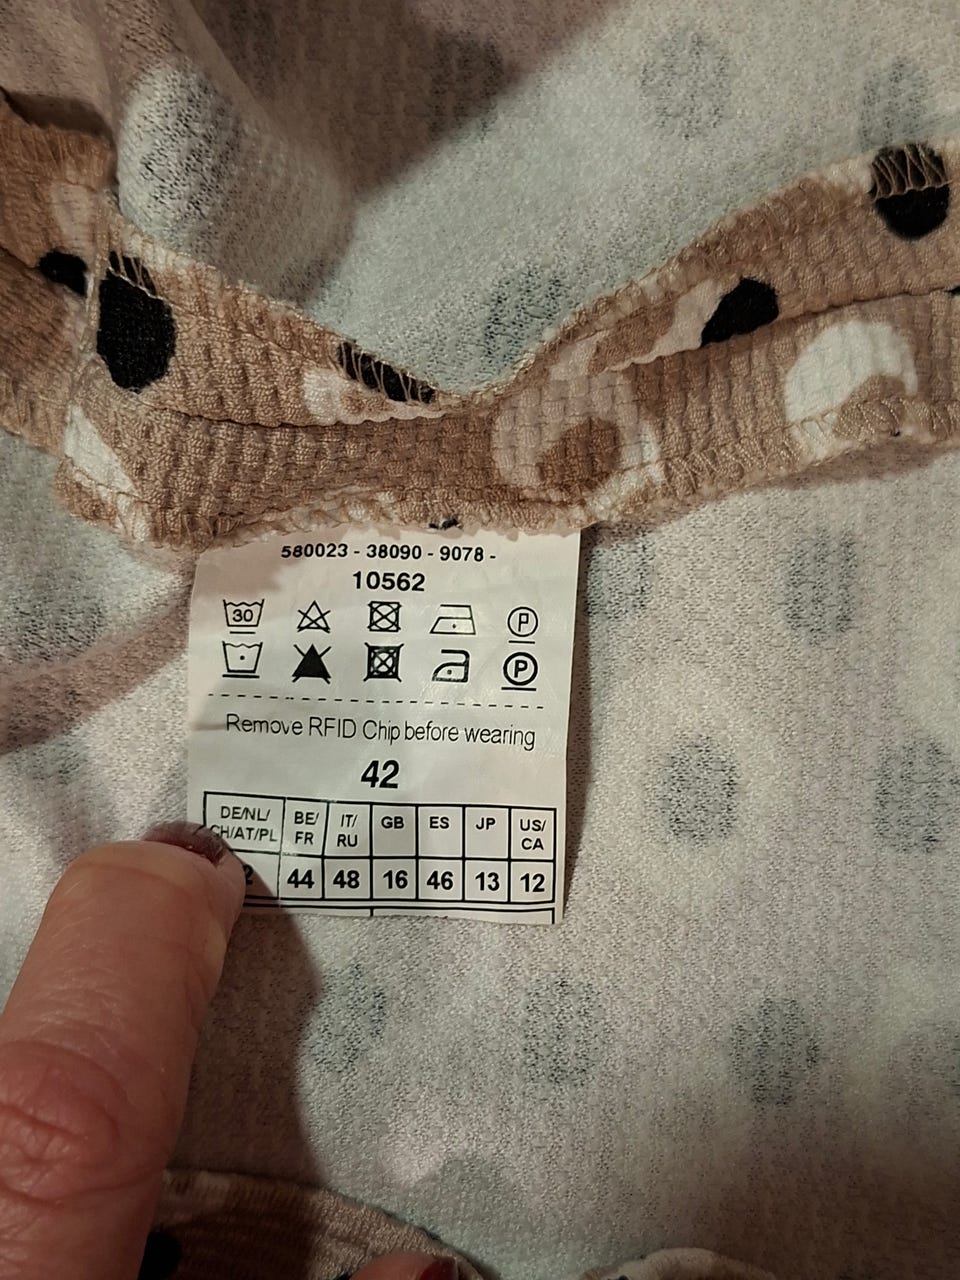 580023 - 38090 - 9078 -
10562
30 P
P
Remove RFID Chip before wearing
42
DE/NL/ BE/ IT/ GB ES JP US/
CH/AT/PL FR RU CA
44 48 16 46 13 12